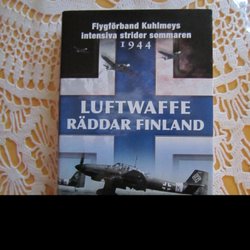 Flygförband Kuhlmeys
intensiva strider sommaren
1944
LUFTWAFFE
RÄDDAR FINLAND